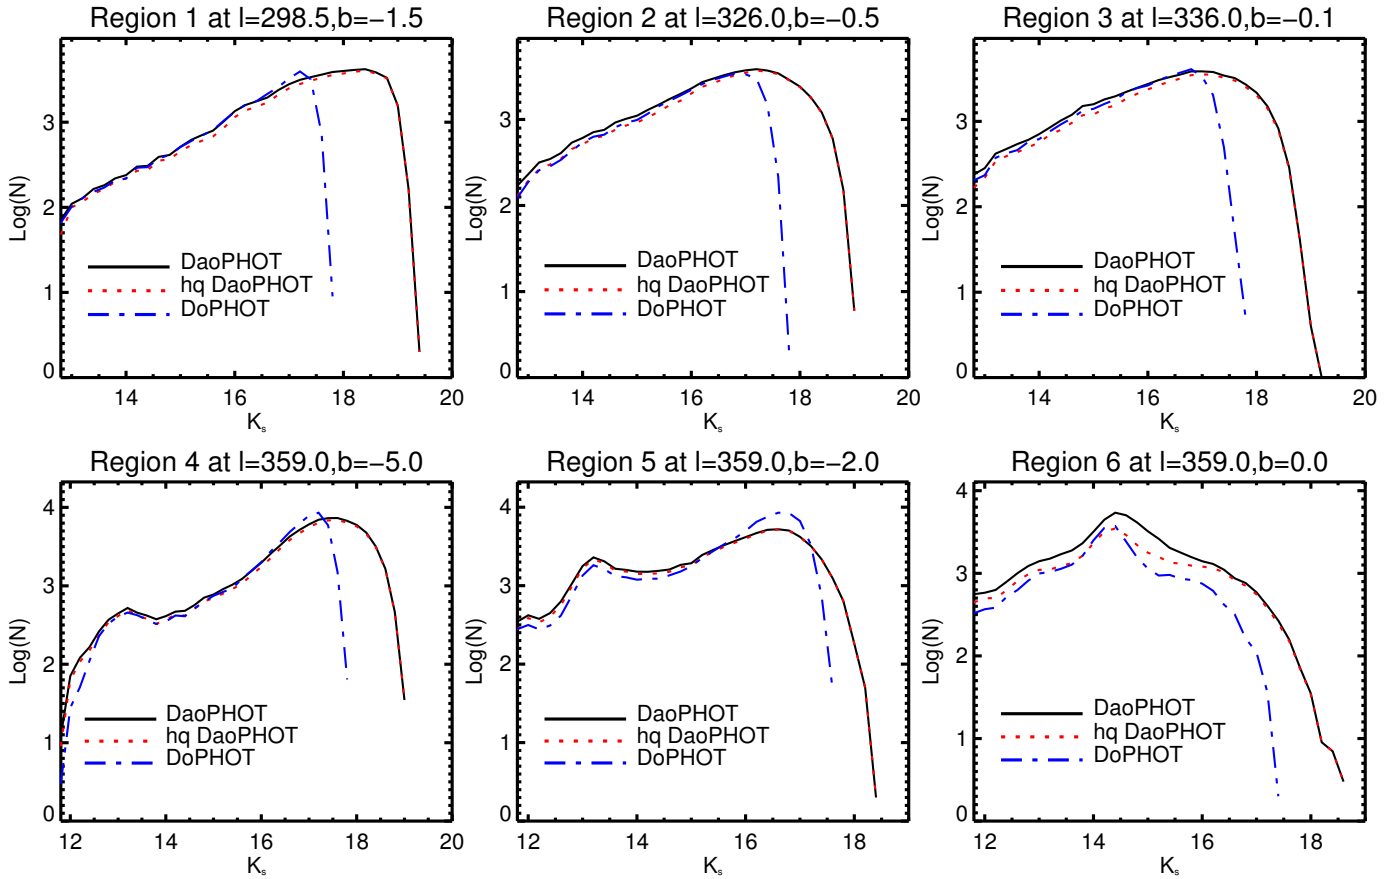 Region 1 at l=298.5,b=−1.5
Region 2 at l=326.0,b=−0.5
Region 3 at l=336.0,b=−0.1
Log(N)
3
2
1
0
DaoPHOT
hq DaoPHOT
DoPHOT
14 16 18 20
Kₛ
Log(N)
3
2
1
0
DaoPHOT
hq DaoPHOT
DoPHOT
14 16 18 20
Kₛ
Log(N)
3
2
1
0
DaoPHOT
hq DaoPHOT
DoPHOT
14 16 18 20
Kₛ
Region 4 at l=359.0,b=−5.0
Region 5 at l=359.0,b=−2.0
Region 6 at l=359.0,b=0.0
Log(N)
4
3
2
1
0
DaoPHOT
hq DaoPHOT
DoPHOT
12 14 16 18 20
Kₛ
Log(N)
4
3
2
1
0
DaoPHOT
hq DaoPHOT
DoPHOT
12 14 16 18
Kₛ
Log(N)
4
3
2
1
0
DaoPHOT
hq DaoPHOT
DoPHOT
12 14 16 18
Kₛ